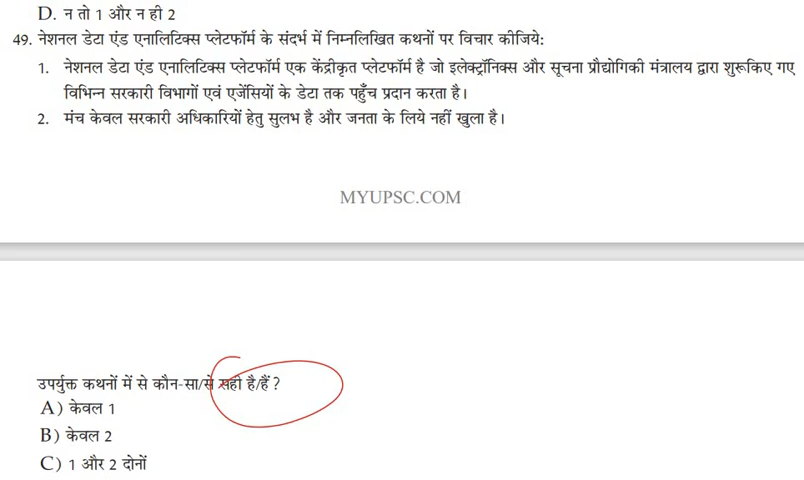 D. न तो 1 और न ही 2
49. नेशनल डेटा एंड एनालिटिक्स प्लेटफॉर्म के संदर्भ में निम्नलिखित कथनों पर विचार कीजिये:
1. नेशनल डेटा एंड एनालिटिक्स प्लेटफॉर्म एक केंद्रीकृत प्लेटफॉर्म है जो इलेक्ट्रॉनिक्स और सूचना प्रौद्योगिकी मंत्रालय द्वारा शुरूकिए गए
विभिन्न सरकारी विभागों एवं एजेंसियों के डेटा तक पहुँच प्रदान करता है।
2. मंच केवल सरकारी अधिकारियों हेतु सुलभ है और जनता के लिये नहीं खुला है।
MYUPSC.COM
उपर्युक्त कथनों में से कौन-सा/से सही है/हैं ?
A) केवल 1
B) केवल 2
C) 1 और 2 दोनों